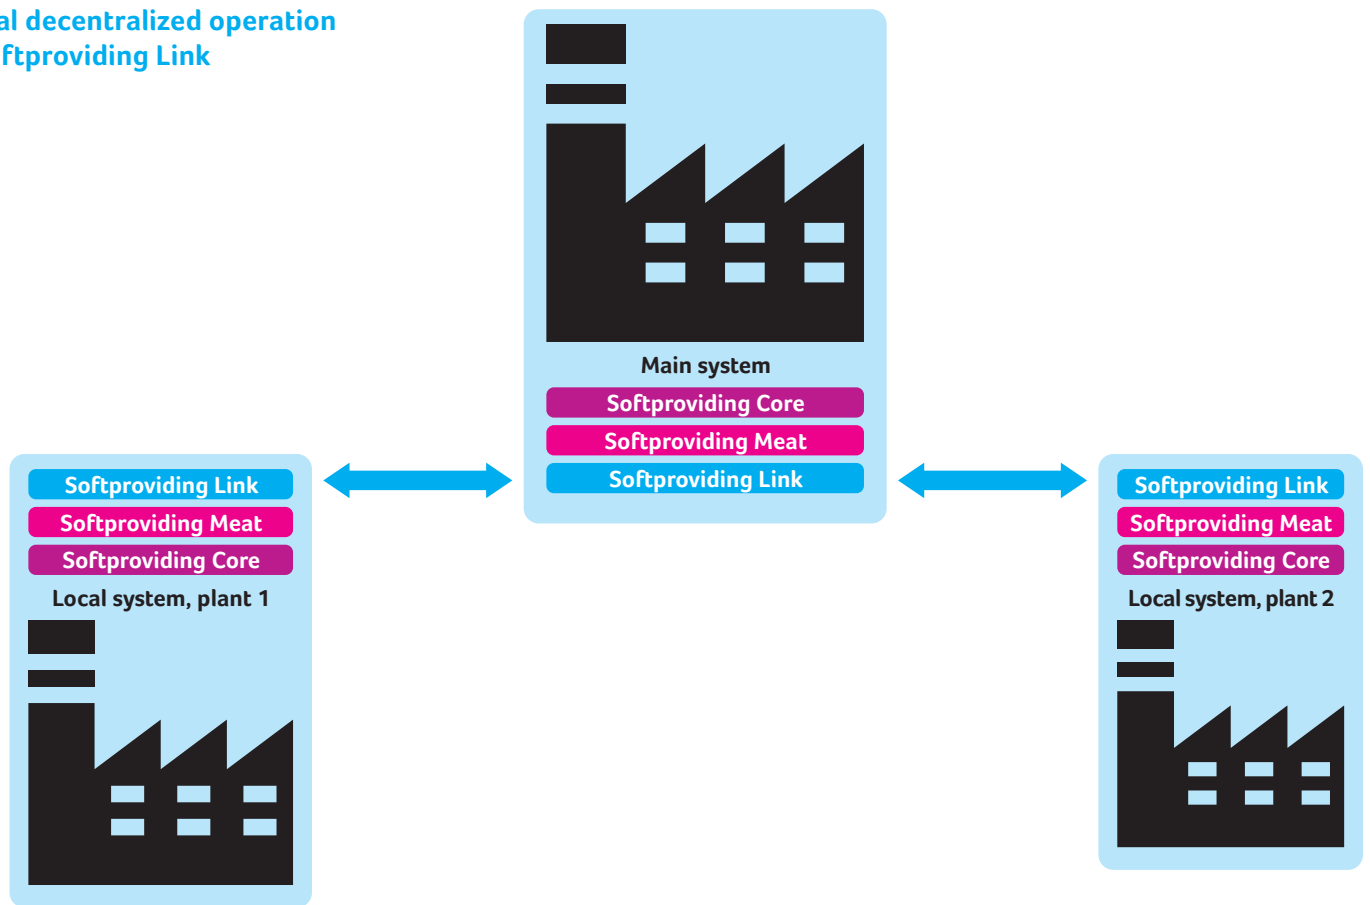 al decentralized operation
ftproviding Link
Main system
Softproviding Core
Softproviding Meat
Softproviding Link
Softproviding Link
Softproviding Meat
Softproviding Core
Local system, plant 1
Softproviding Link
Softproviding Meat
Softproviding Core
Local system, plant 2